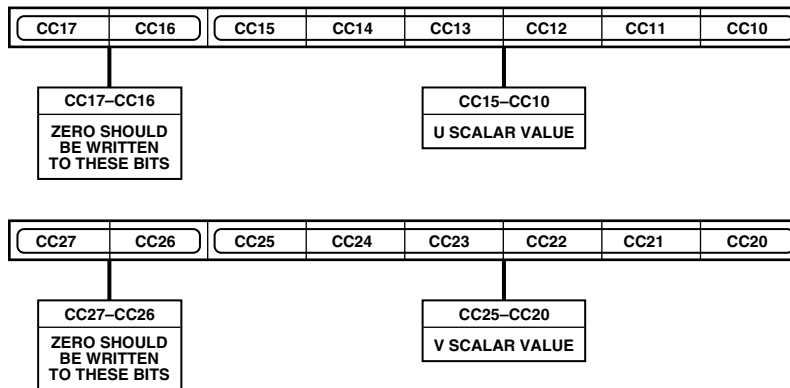 CC17 CC16 CC15 CC14 CC13 CC12 CC11 CC10
CC17–CC16
ZERO SHOULD
BE WRITTEN
TO THESE BITS
CC15–CC10
U SCALAR VALUE
CC27 CC26 CC25 CC24 CC23 CC22 CC21 CC20
CC27–CC26
ZERO SHOULD
BE WRITTEN
TO THESE BITS
CC25–CC20
V SCALAR VALUE